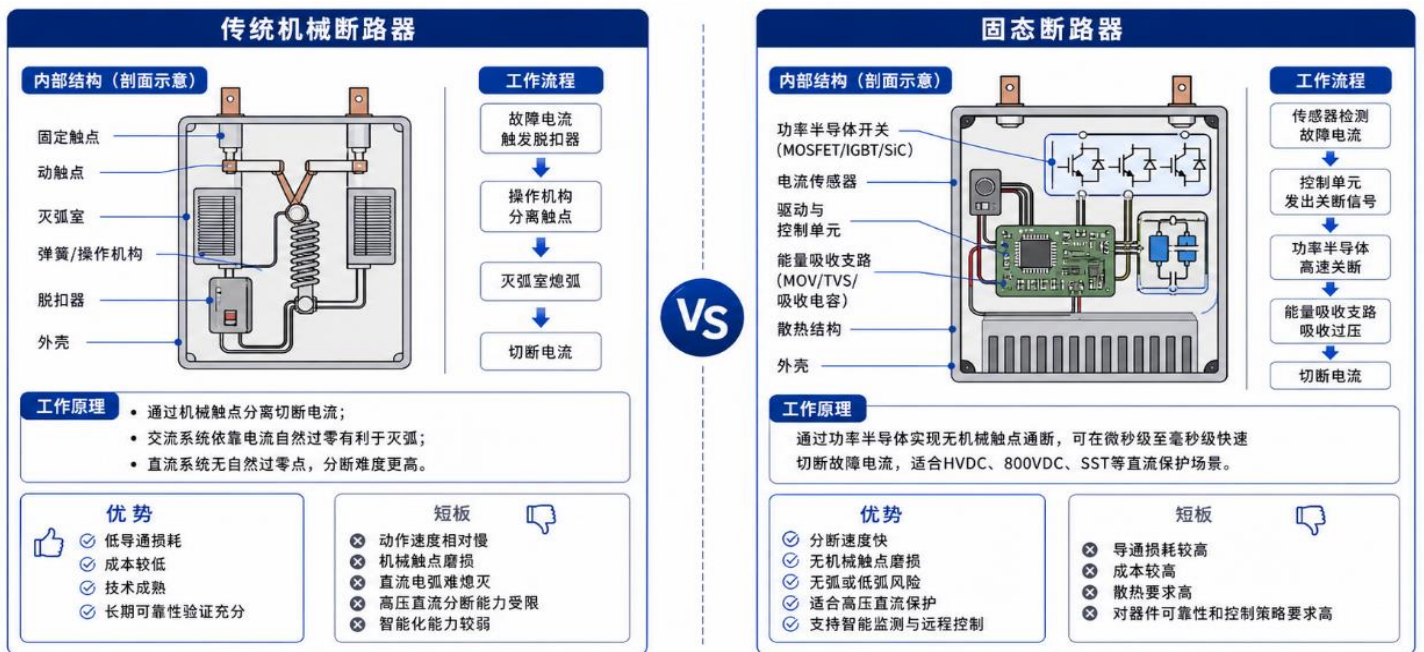 传统机械断路器
内部结构（剖面示意）
固定触点
动触点
灭弧室
弹簧/操作机构
脱扣器
外壳
工作流程
故障电流
触发脱扣器
操作机构
分离触点
灭弧室熄弧
切断电流
工作原理
• 通过机械触点分离切断电流；
• 交流系统依靠电流自然过零有利于灭弧；
• 直流系统无自然过零点，分断难度更高。
优势
低导通损耗
成本较低
技术成熟
长期可靠性验证充分
短板
动作速度相对慢
机械触点磨损
直流电弧难熄灭
高压直流分断能力受限
智能化能力较弱
VS
固态断路器
内部结构（剖面示意）
功率半导体开关
（MOSFET/IGBT/SiC）
电流传感器
驱动与
控制单元
能量吸收支路
（MOV/TVS/
吸收电容）
散热结构
外壳
工作流程
传感器检测
故障电流
控制单元
发出关断信号
功率半导体
高速关断
能量吸收支路
吸收过压
切断电流
工作原理
通过功率半导体实现无机械触点通断，可在微秒级至毫秒级快速
切断故障电流，适合HVDC、800VDC、SST等直流保护场景。
优势
分断速度快
无机械触点磨损
无弧或低弧风险
适合高压直流保护
支持智能监测与远程控制
短板
导通损耗较高
成本较高
散热要求高
对器件可靠性和控制策略要求高